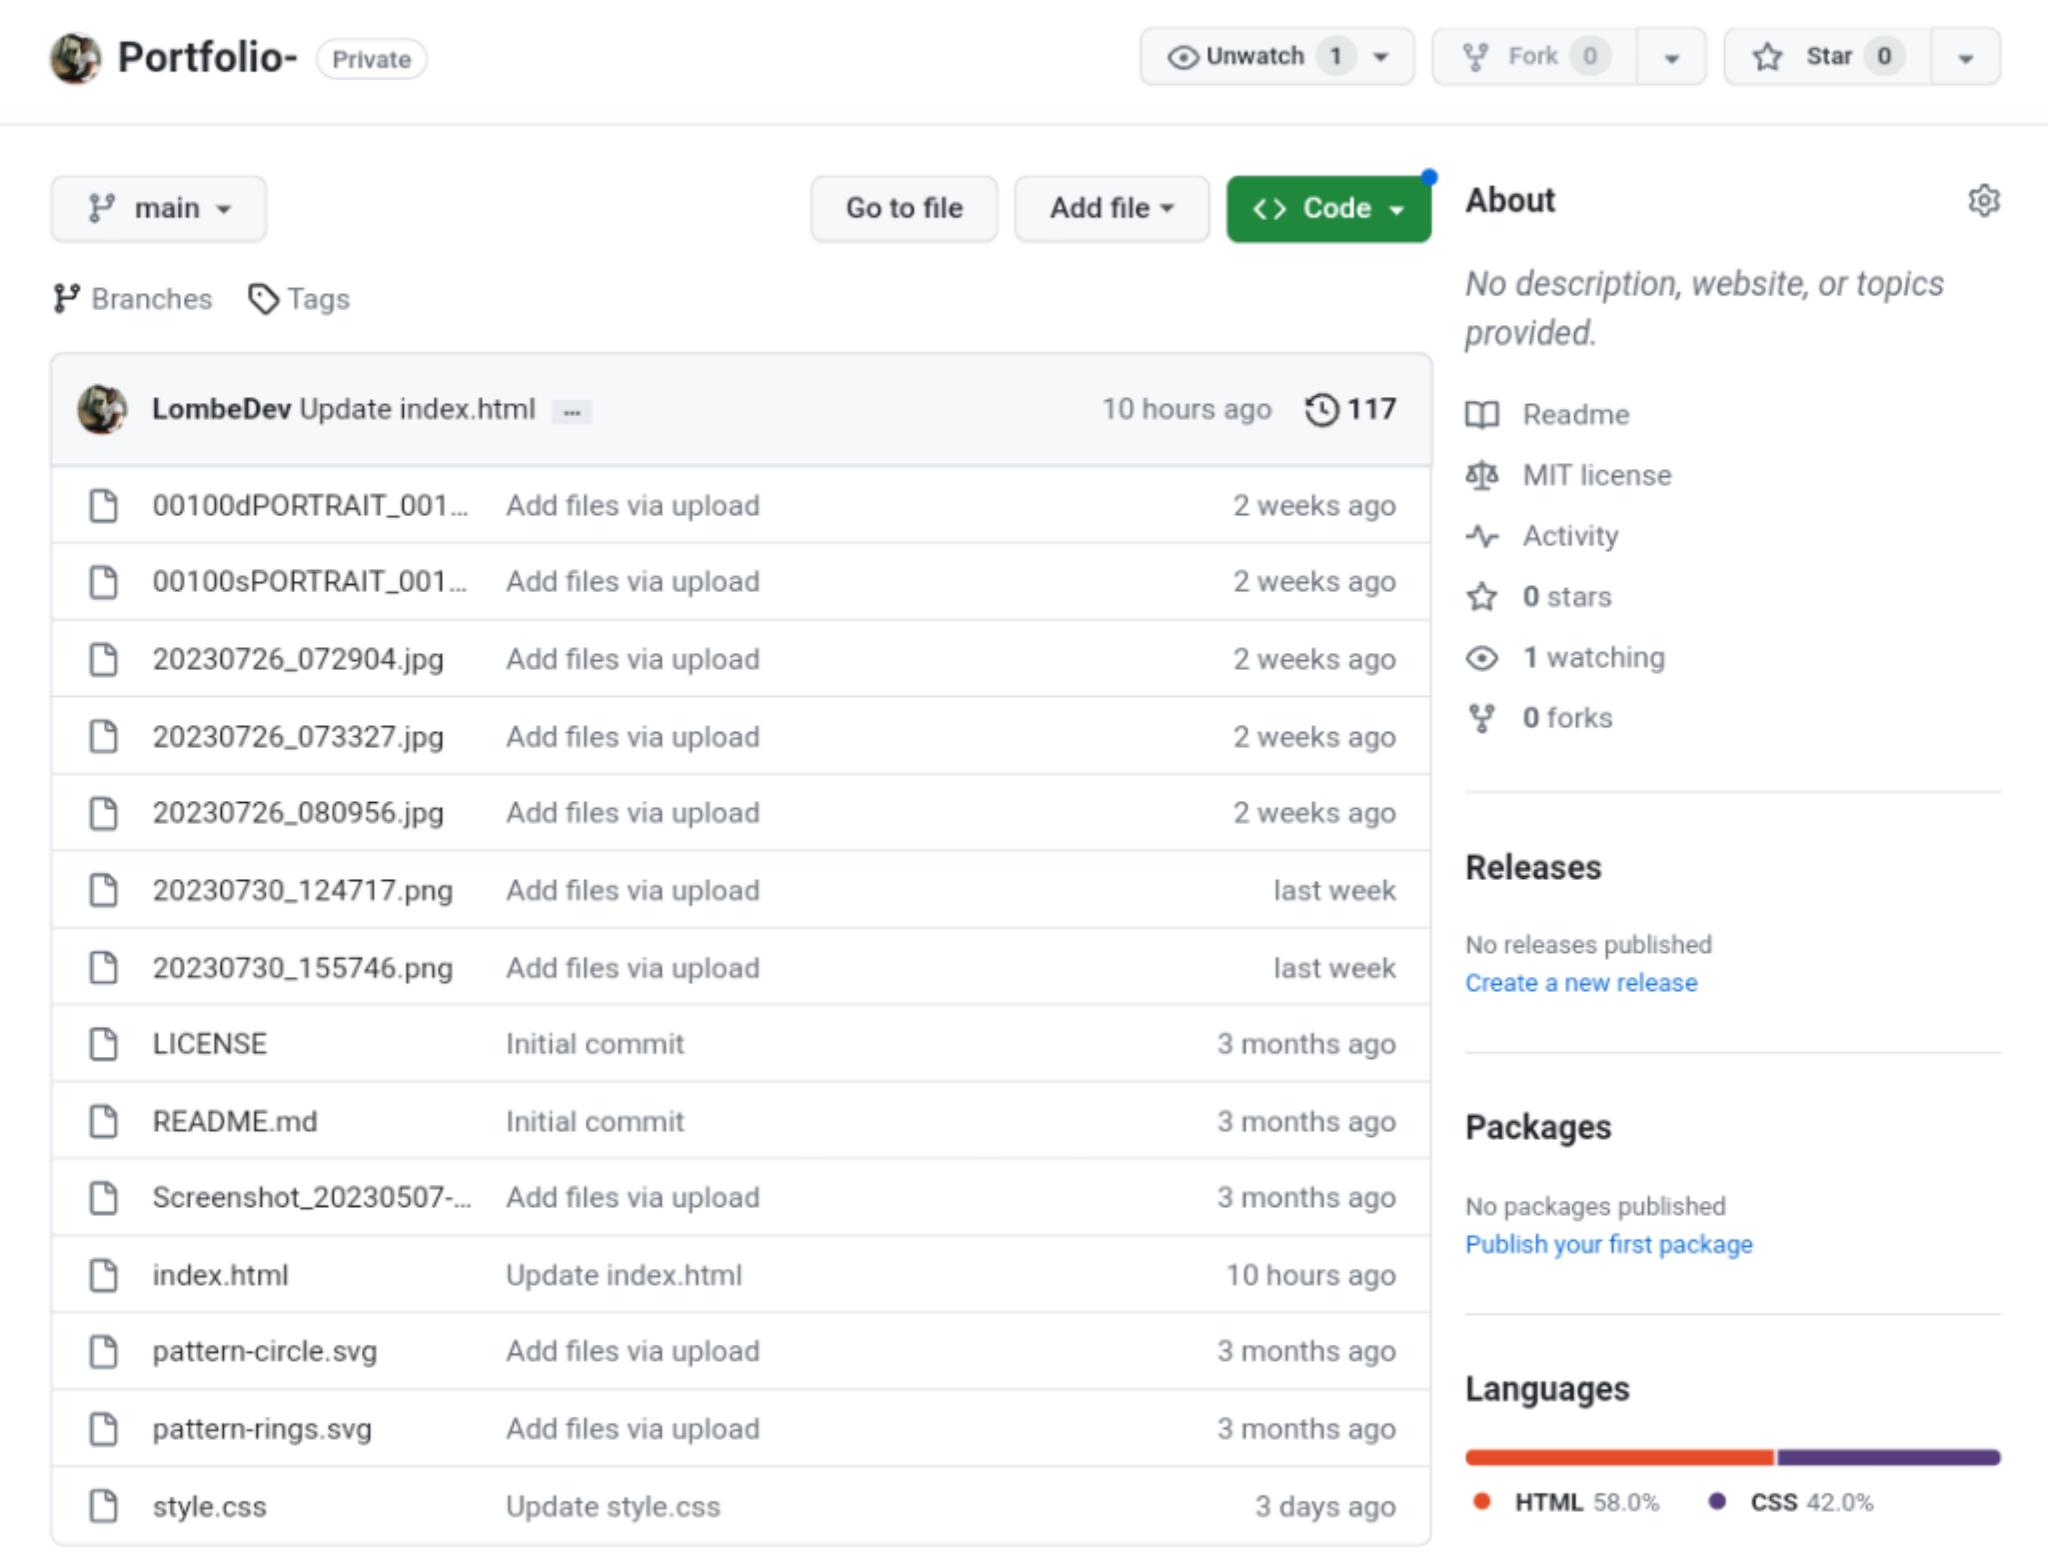 Portfolio- Private Unwatch 1 Fork 0 Star 0
main Go to file Add file <> Code
Branches Tags
LombeDev Update index.html ... 10 hours ago 117
00100dPORTRAIT_001... Add files via upload 2 weeks ago
00100sPORTRAIT_001... Add files via upload 2 weeks ago
20230726_072904.jpg Add files via upload 2 weeks ago
20230726_073327.jpg Add files via upload 2 weeks ago
20230726_080956.jpg Add files via upload 2 weeks ago
20230730_124717.png Add files via upload last week
20230730_155746.png Add files via upload last week
LICENSE Initial commit 3 months ago
README.md Initial commit 3 months ago
Screenshot_20230507-... Add files via upload 3 months ago
index.html Update index.html 10 hours ago
pattern-circle.svg Add files via upload 3 months ago
pattern-rings.svg Add files via upload 3 months ago
style.css Update style.css 3 days ago
About
No description, website, or topics
provided.
Readme
MIT license
Activity
0 stars
1 watching
0 forks
Releases
No releases published
Create a new release
Packages
No packages published
Publish your first package
Languages
HTML 58.0% CSS 42.0%